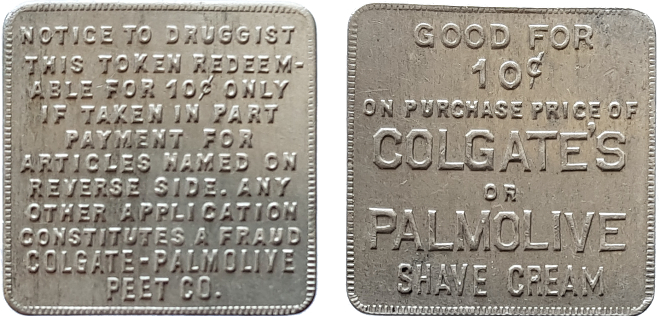 NOTICE TO DRUGGIST
THIS TOKEN REDEEM-
ABLE FOR 10¢ ONLY
IF TAKEN IN PART
PAYMENT FOR
ARTICLES NAMED ON
REVERSE SIDE. ANY
OTHER APPLICATION
CONSTITUTES A FRAUD
COLGATE-PALMOLIVE
PEET CO.
GOOD FOR
10¢
ON PURCHASE PRICE OF
COLGATE'S
OR
PALMOLIVE
SHAVE CREAM